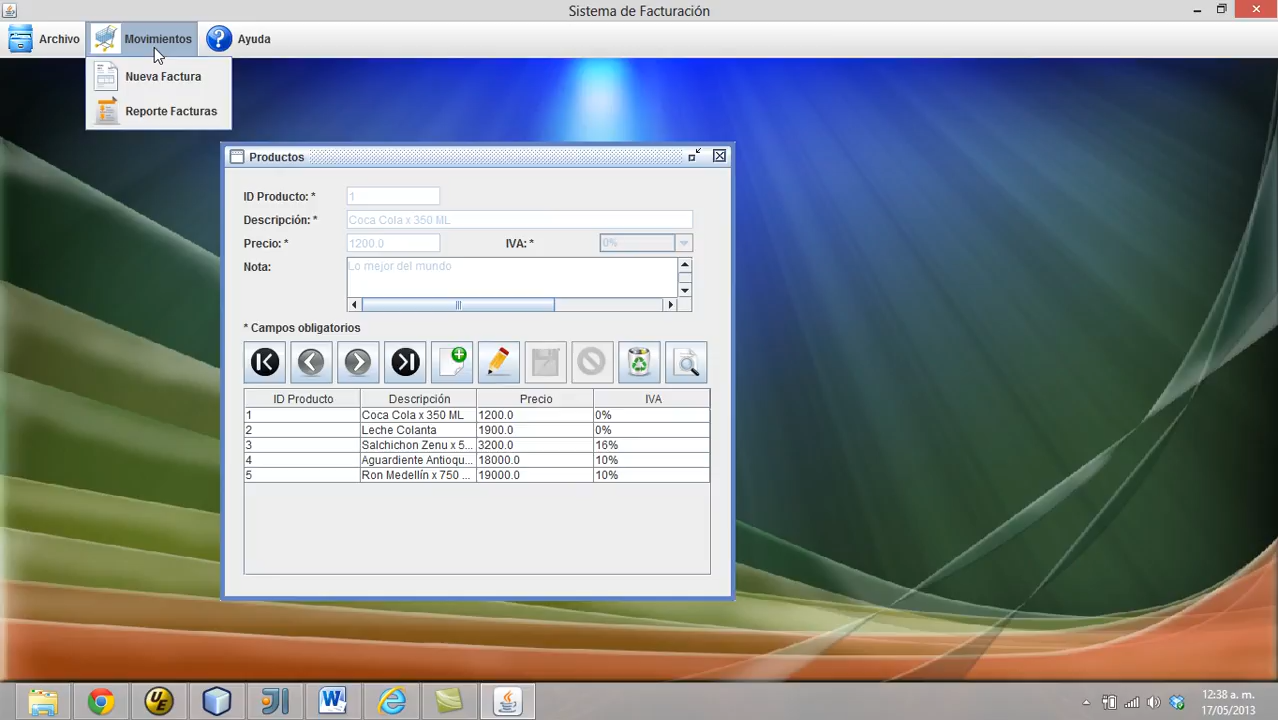 Sistema de Facturación
Archivo Movimientos Ayuda
Nueva Factura
Reporte Facturas
Productos
ID Producto: * 1
Descripción: * Coca Cola x 350 ML
Precio: * 1200.0 IVA: * 0%
Nota: Lo mejor del mundo
* Campos obligatorios
ID Producto Descripción Precio IVA
1 Coca Cola x 350 ML 1200.0 0%
2 Leche Colanta 1900.0 0%
3 Salchichon Zenu x 5... 3200.0 16%
4 Aguardiente Antioqu... 18000.0 10%
5 Ron Medellín x 750 ... 19000.0 10%
12:38 a. m.
17/05/2013